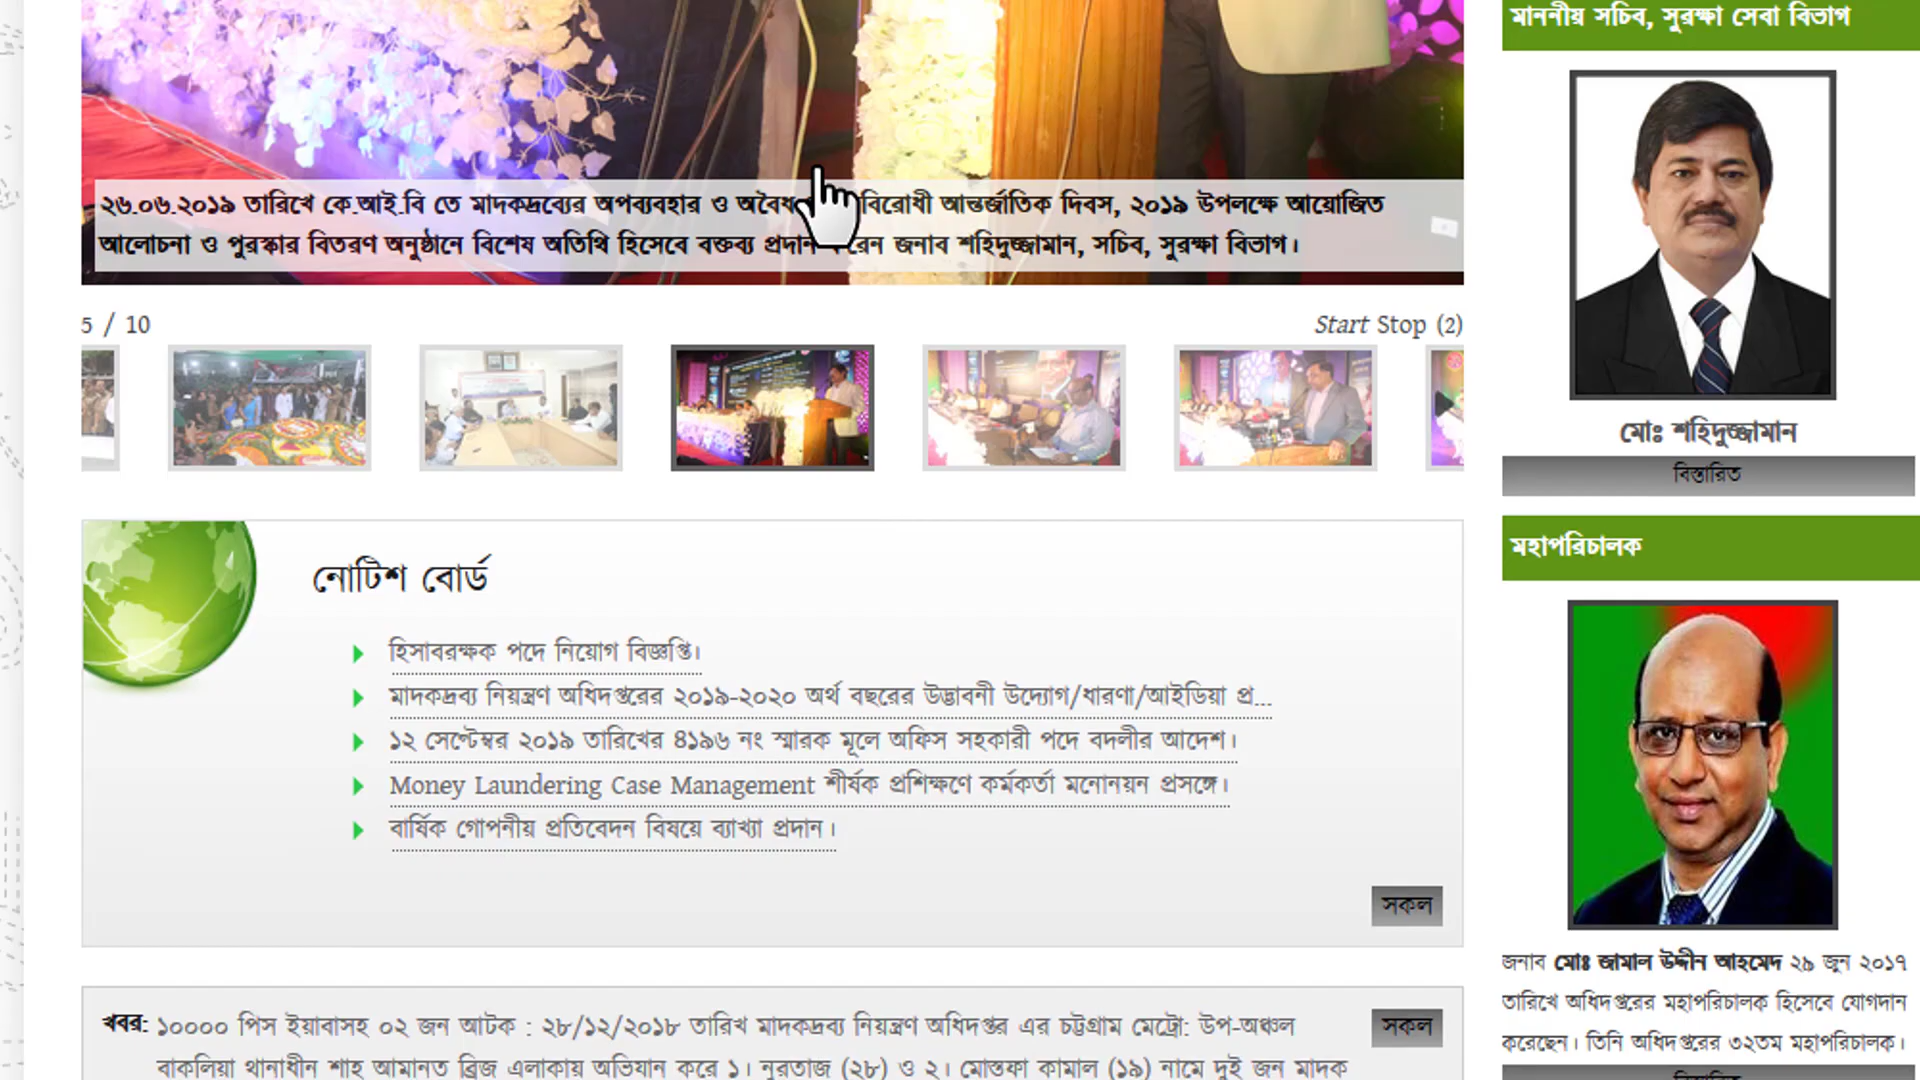 মাননীয় সচিব, সুরক্ষা সেবা বিভাগ
২৬.০৬.২০১৯ তারিখে কে.আই.বি তে মাদকদ্রব্যের অপব্যবহার ও অবৈধ বিরোধী আন্তর্জাতিক দিবস, ২০১৯ উপলক্ষে আয়োজিত
আলোচনা ও পুরস্কার বিতরণ অনুষ্ঠানে বিশেষ অতিথি হিসেবে বক্তব্য প্রদান জনাব শহিদুজ্জামান, সচিব, সুরক্ষা বিভাগ।
5 / 10
Start Stop (2)
মোঃ শহিদুজ্জামান
বিস্তারিত
নোটিশ বোর্ড
হিসাবরক্ষক পদে নিয়োগ বিজ্ঞপ্তি।
মাদকদ্রব্য নিয়ন্ত্রণ অধিদপ্তরের ২০১৯-২০২০ অর্থ বছরের উদ্ভাবনী উদ্যোগ/ধারণা/আইডিয়া প্র...
১২ সেপ্টেম্বর ২০১৯ তারিখের ৪১৯৬ নং স্মারক মূলে অফিস সহকারী পদে বদলীর আদেশ।
Money Laundering Case Management শীর্ষক প্রশিক্ষণে কর্মকর্তা মনোনয়ন প্রসঙ্গে।
বার্ষিক গোপনীয় প্রতিবেদন বিষয়ে ব্যাখ্যা প্রদান।
সকল
মহাপরিচালক
জনাব মোঃ জামাল উদ্দীন আহমেদ ২৯ জুন ২০১৭
তারিখে অধিদপ্তরের মহাপরিচালক হিসেবে যোগদান
করেছেন। তিনি অধিদপ্তরের ৩২তম মহাপরিচালক।
খবর: ১০০০০ পিস ইয়াবাসহ ০২ জন আটক : ২৮/১২/২০১৮ তারিখ মাদকদ্রব্য নিয়ন্ত্রণ অধিদপ্তর এর চট্টগ্রাম মেট্রো: উপ-অঞ্চল
বাকলিয়া থানাধীন শাহ আমানত ব্রিজ এলাকায় অভিযান করে ১। নুরতাজ (২৮) ও ২। মোস্তফা কামাল (১৯) নামে দুই জন মাদক
সকল